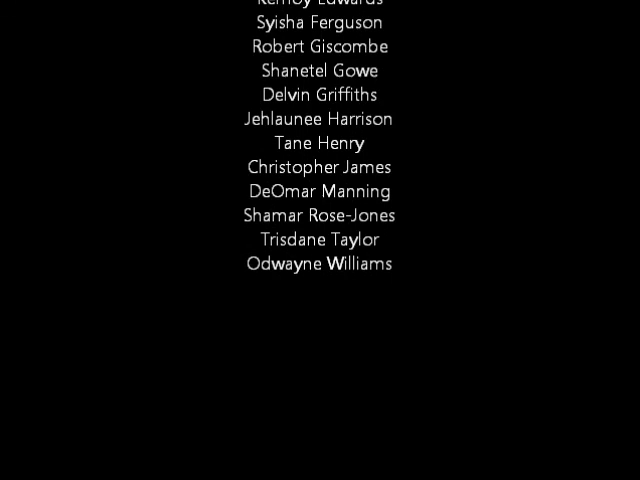 Edwards
Syisha Ferguson
Robert Giscombe
Shanetel Gowe
Delvin Griffiths
Jehlaunee Harrison
Tane Henry
Christopher James
DeOmar Manning
Shamar Rose-Jones
Trisdane Taylor
Odwayne Williams